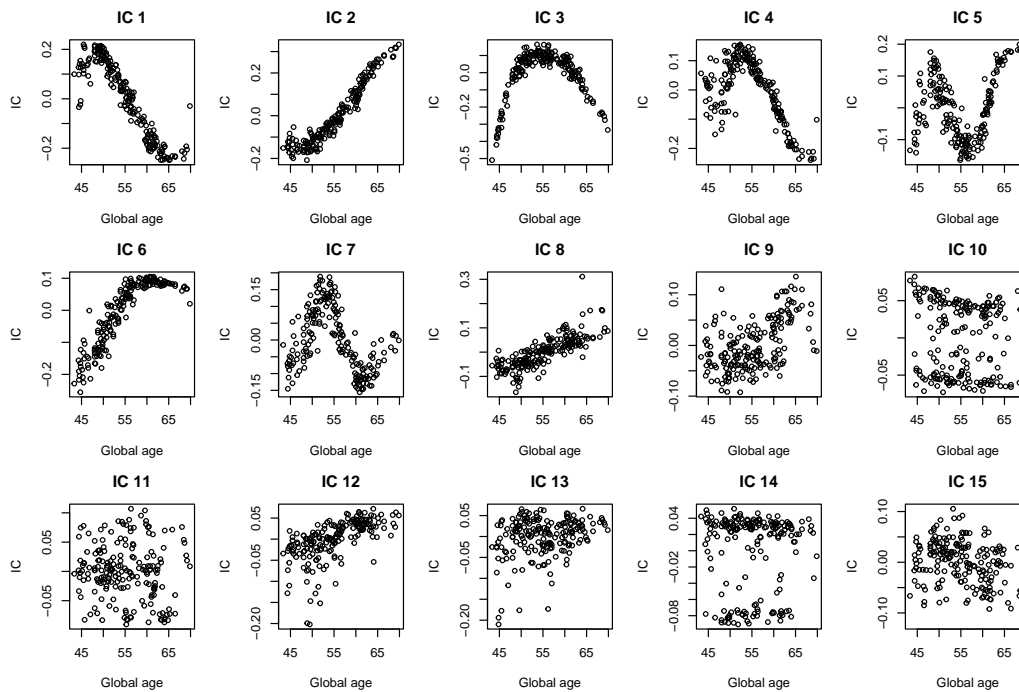 IC 1 IC 2 IC 3 IC 4 IC 5
IC IC IC IC IC
0.2 0.0 −0.2
0.2 0.0 −0.2
0.0 −0.2 −0.5
0.1 0.0 −0.2
0.1 −0.1
45 55 65 45 55 65 45 55 65 45 55 65 45 55 65
Global age Global age Global age Global age Global age
IC 6 IC 7 IC 8 IC 9 IC 10
IC IC IC IC IC
0.1 0.0 −0.2
0.15 0.00 −0.15
0.3 0.1 −0.1
0.10 0.00 −0.10
0.05 −0.05
45 55 65 45 55 65 45 55 65 45 55 65 45 55 65
Global age Global age Global age Global age Global age
IC 11 IC 12 IC 13 IC 14 IC 15
IC IC IC IC IC
0.05 −0.05
0.05 −0.05 −0.20
0.05 −0.05 −0.20
0.04 −0.02 −0.08
0.10 0.00 −0.10
45 55 65 45 55 65 45 55 65 45 55 65 45 55 65
Global age Global age Global age Global age Global age